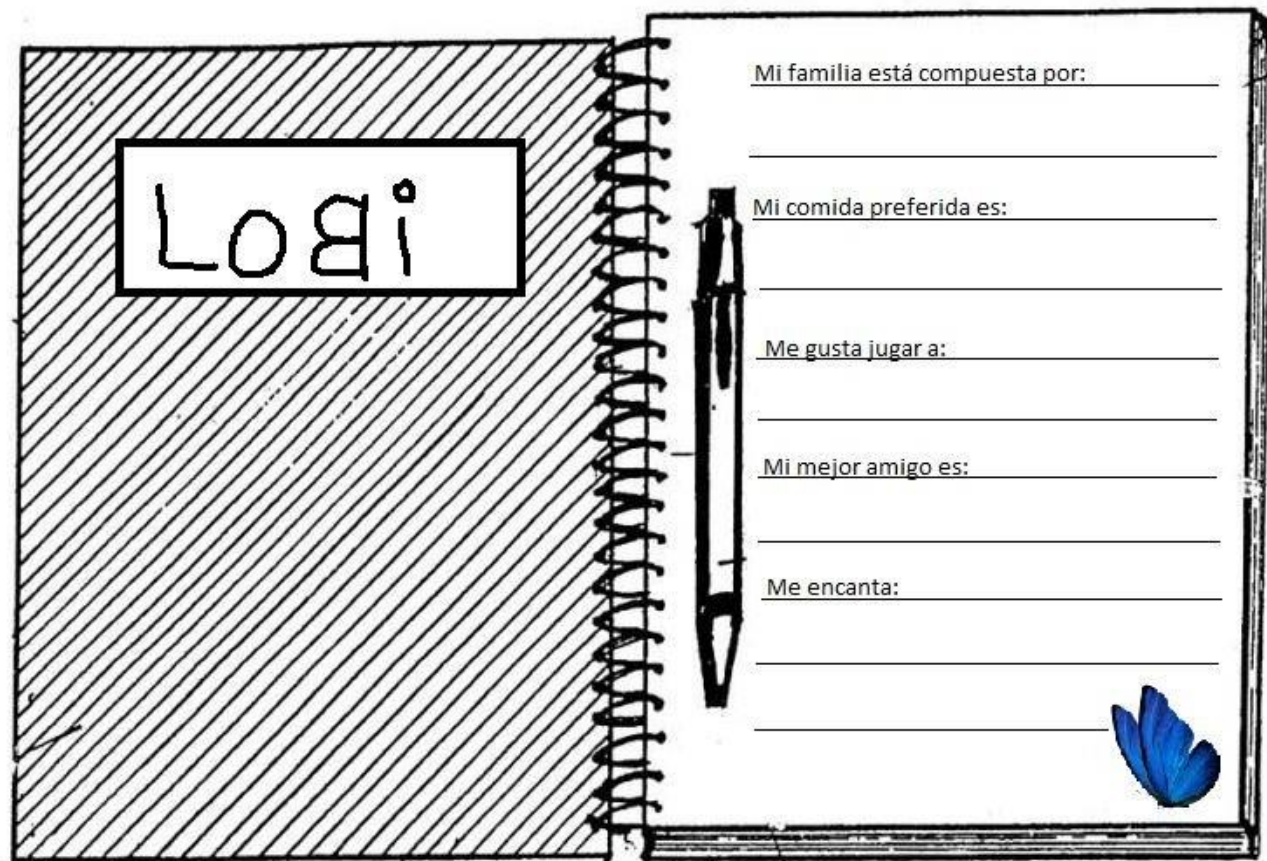 LOBi
Mi familia está compuesta por:
Mi comida preferida es:
Me gusta jugar a:
Mi mejor amigo es:
Me encanta: